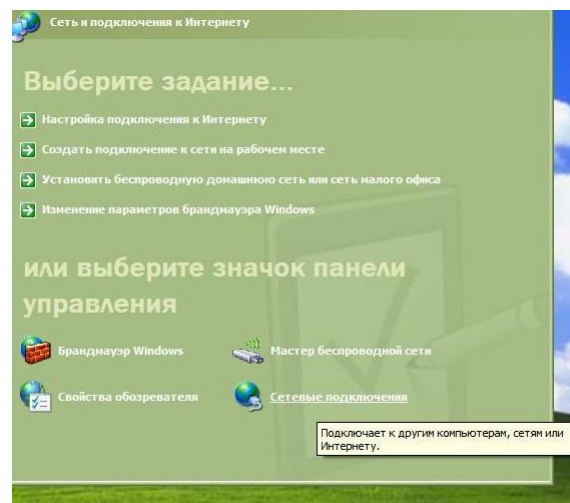 Сеть и подключения к Интернету
Выберите задание...
Настройка подключения к Интернету
Создать подключение к сети на рабочем месте
Установить беспроводную домашнюю сеть или сеть малого офиса
Изменение параметров брандмауэра Windows
или выберите значок панели
управления
Брандмауэр Windows
Мастер беспроводной сети
Свойства обозревателя
Сетевые подключения
Подключает к другим компьютерам, сетям или
Интернету.